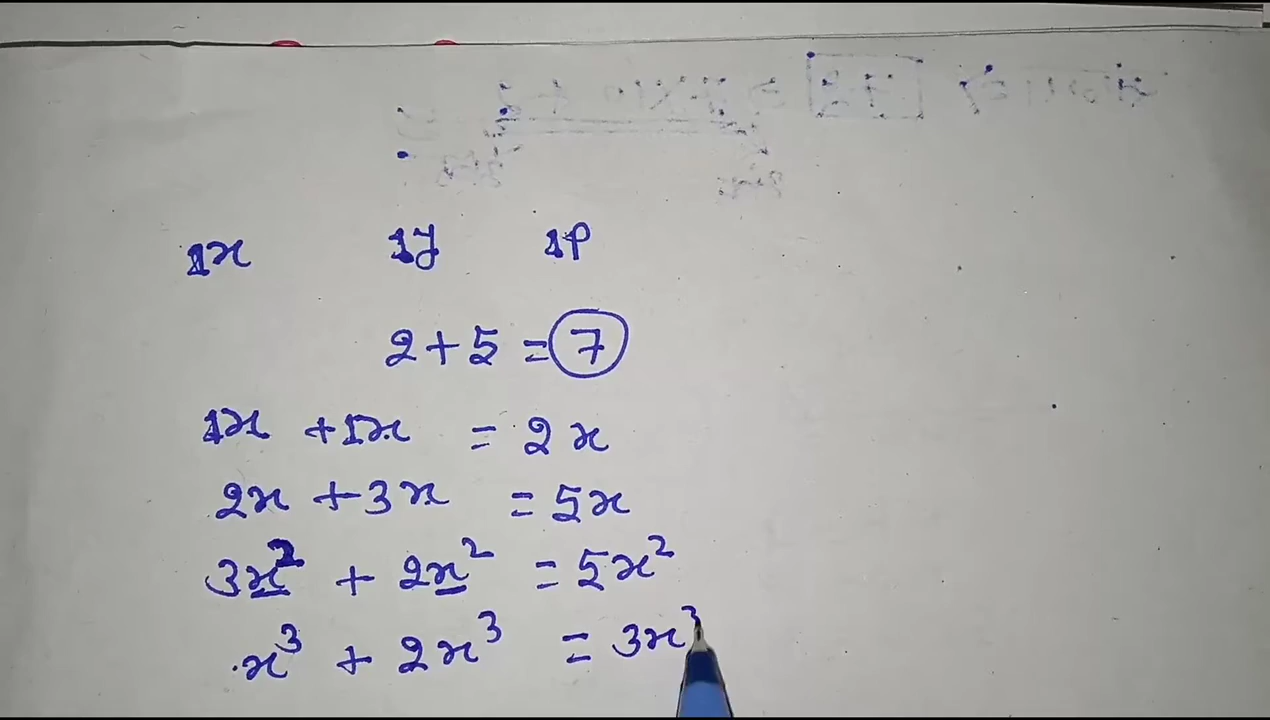 1x 1y 1p
2 + 5 = 7
1x + 1x = 2x
2x + 3x = 5x
3x² + 2x² = 5x²
x³ + 2x³ = 3x³